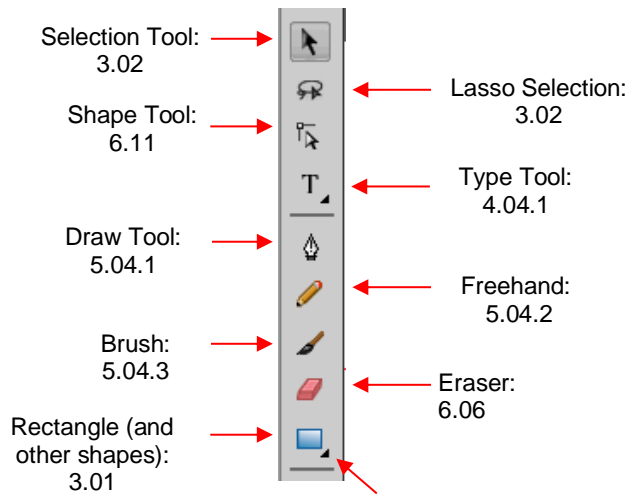 Selection Tool:
3.02
Lasso Selection:
3.02
Shape Tool:
6.11
Type Tool:
4.04.1
T
Draw Tool:
5.04.1
Freehand:
5.04.2
Brush:
5.04.3
Eraser:
6.06
Rectangle (and
other shapes):
3.01